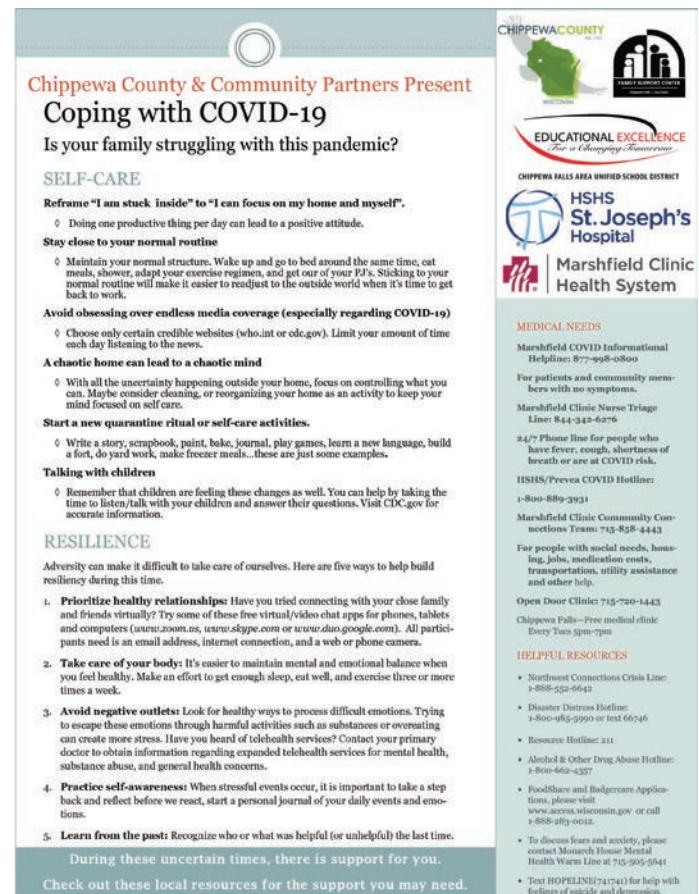 Chippewa County & Community Partners Present
Coping with COVID-19
Is your family struggling with this pandemic?
SELF-CARE
Reframe “I am stuck inside” to “I can focus on my home and myself”.
◊ Doing one productive thing per day can lead to a positive attitude.
Stay close to your normal routine
◊ Maintain your normal structure. Wake up and go to bed around the same time, eat
meals, shower, adapt your exercise regimen, and get our of your PJ's. Sticking to your
normal routine will make it easier to readjust to the outside world when it's time to get
back to work.
Avoid obsessing over endless media coverage (especially regarding COVID-19)
◊ Choose only certain credible websites (who.int or cdc.gov). Limit your amount of time
each day listening to the news.
A chaotic home can lead to a chaotic mind
◊ With all the uncertainty happening outside your home, focus on controlling what you
can. Maybe consider cleaning, or reorganizing your home as an activity to keep your
mind focused on self care.
Start a new quarantine ritual or self-care activities.
◊ Write a story, scrapbook, paint, bake, journal, play games, learn a new language, build
a fort, do yard work, make freezer meals...these are just some examples.
Talking with children
◊ Remember that children are feeling these changes as well. You can help by taking the
time to listen/talk with your children and answer their questions. Visit CDC.gov for
accurate information.
RESILIENCE
Adversity can make it difficult to take care of ourselves. Here are five ways to help build
resiliency during this time.
1. Prioritize healthy relationships: Have you tried connecting with your close family
and friends virtually? Try some of these free virtual/video chat apps for phones, tablets
and computers (www.zoom.us, www.skype.com or www.duo.google.com). All partici-
pants need is an email address, internet connection, and a web or phone camera.
2. Take care of your body: It's easier to maintain mental and emotional balance when
you feel healthy. Make an effort to get enough sleep, eat well, and exercise three or more
times a week.
3. Avoid negative outlets: Look for healthy ways to process difficult emotions. Trying
to escape these emotions through harmful activities such as substances or overeating
can create more stress. Have you heard of telehealth services? Contact your primary
doctor to obtain information regarding expanded telehealth services for mental health,
substance abuse, and general health concerns.
4. Practice self-awareness: When stressful events occur, it is important to take a step
back and reflect before we react, start a personal journal of your daily events and emo-
tions.
5. Learn from the past: Recognize who or what was helpful (or unhelpful) the last time.
During these uncertain times, there is support for you.
Check out these local resources for the support you may need.
CHIPPEWACOUNTY
WISCONSIN
FAMILY SUPPORT CENTER
EDUCATIONAL EXCELLENCE
For a Changing Tomorrow
CHIPPEWA FALLS AREA UNIFIED SCHOOL DISTRICT
HSHS
St. Joseph's
Hospital
Marshfield Clinic
Health System
MEDICAL NEEDS
Marshfield COVID Informational
Helpline: 877-998-0800
For patients and community mem-
bers with no symptoms.
Marshfield Clinic Nurse Triage
Line: 844-342-6276
24/7 Phone line for people who
have fever, cough, shortness of
breath or are at COVID risk.
HSHS/Prevea COVID Hotline:
1-800-889-3931
Marshfield Clinic Community Con-
nections Team: 715-858-4443
For people with social needs, hous-
ing, jobs, medication costs,
transportation, utility assistance
and other help.
Open Door Clinic: 715-720-1443
Chippewa Falls—Free medical clinic
Every Tues 5pm-7pm
HELPFUL RESOURCES
• Northwest Connections Crisis Line:
1-888-552-6642
• Disaster Distress Hotline:
1-800-985-5990 or text 66746
• Resource Hotline: 211
• Alcohol & Other Drug Abuse Hotline:
1-800-662-4357
• FoodShare and Badgercare Applica-
tions, please visit
www.access.wisconsin.gov or call
1-888-283-0012.
• To discuss fears and anxiety, please
contact Monarch House Mental
Health Warm Line at 715-505-5641
• Text HOPELINE(741741) for help with
feelings of suicide and depression.